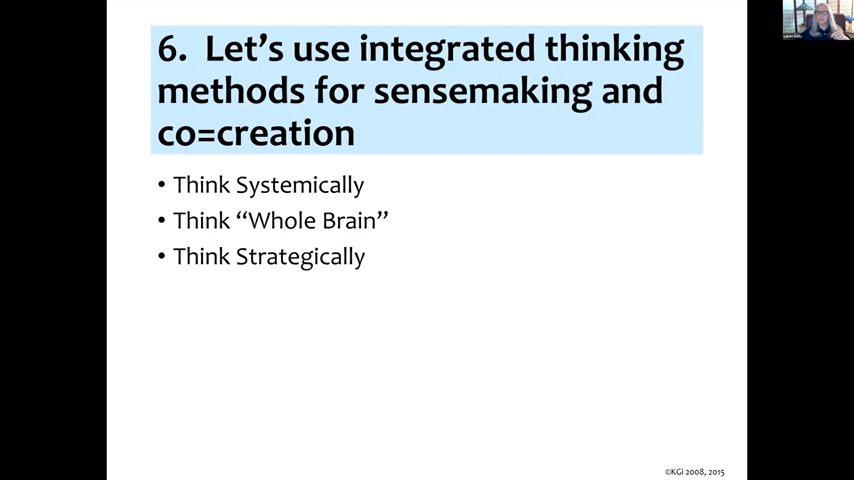 6. Let's use integrated thinking
methods for sensemaking and
co=creation
• Think Systemically
• Think “Whole Brain”
• Think Strategically
©KGi 2008, 2015